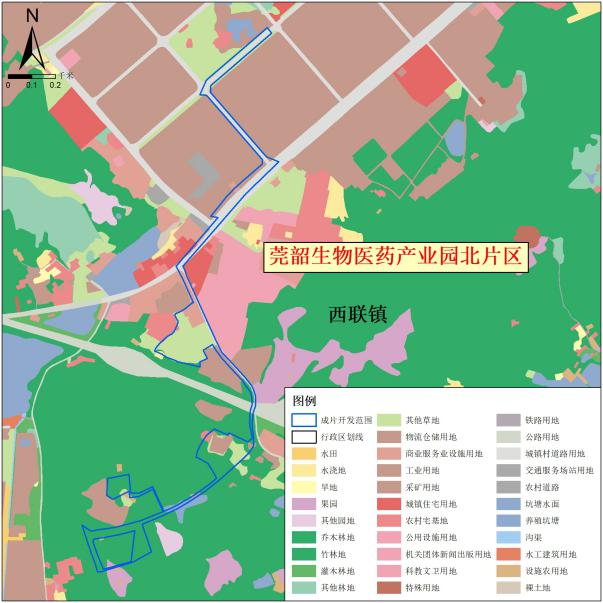 N
千米
0 0.1 0.2
莞韶生物医药产业园北片区
西联镇
图例
成片开发范围
行政区划线
水田
水浇地
旱地
果园
其他园地
乔木林地
竹林地
灌木林地
其他林地
其他草地
物流仓储用地
商业服务业设施用地
工业用地
采矿用地
城镇住宅用地
农村宅基地
公用设施用地
机关团体新闻出版用地
科教文卫用地
特殊用地
铁路用地
公路用地
城镇村道路用地
交通服务场站用地
农村道路
坑塘水面
养殖坑塘
沟渠
水工建筑用地
设施农用地
裸土地